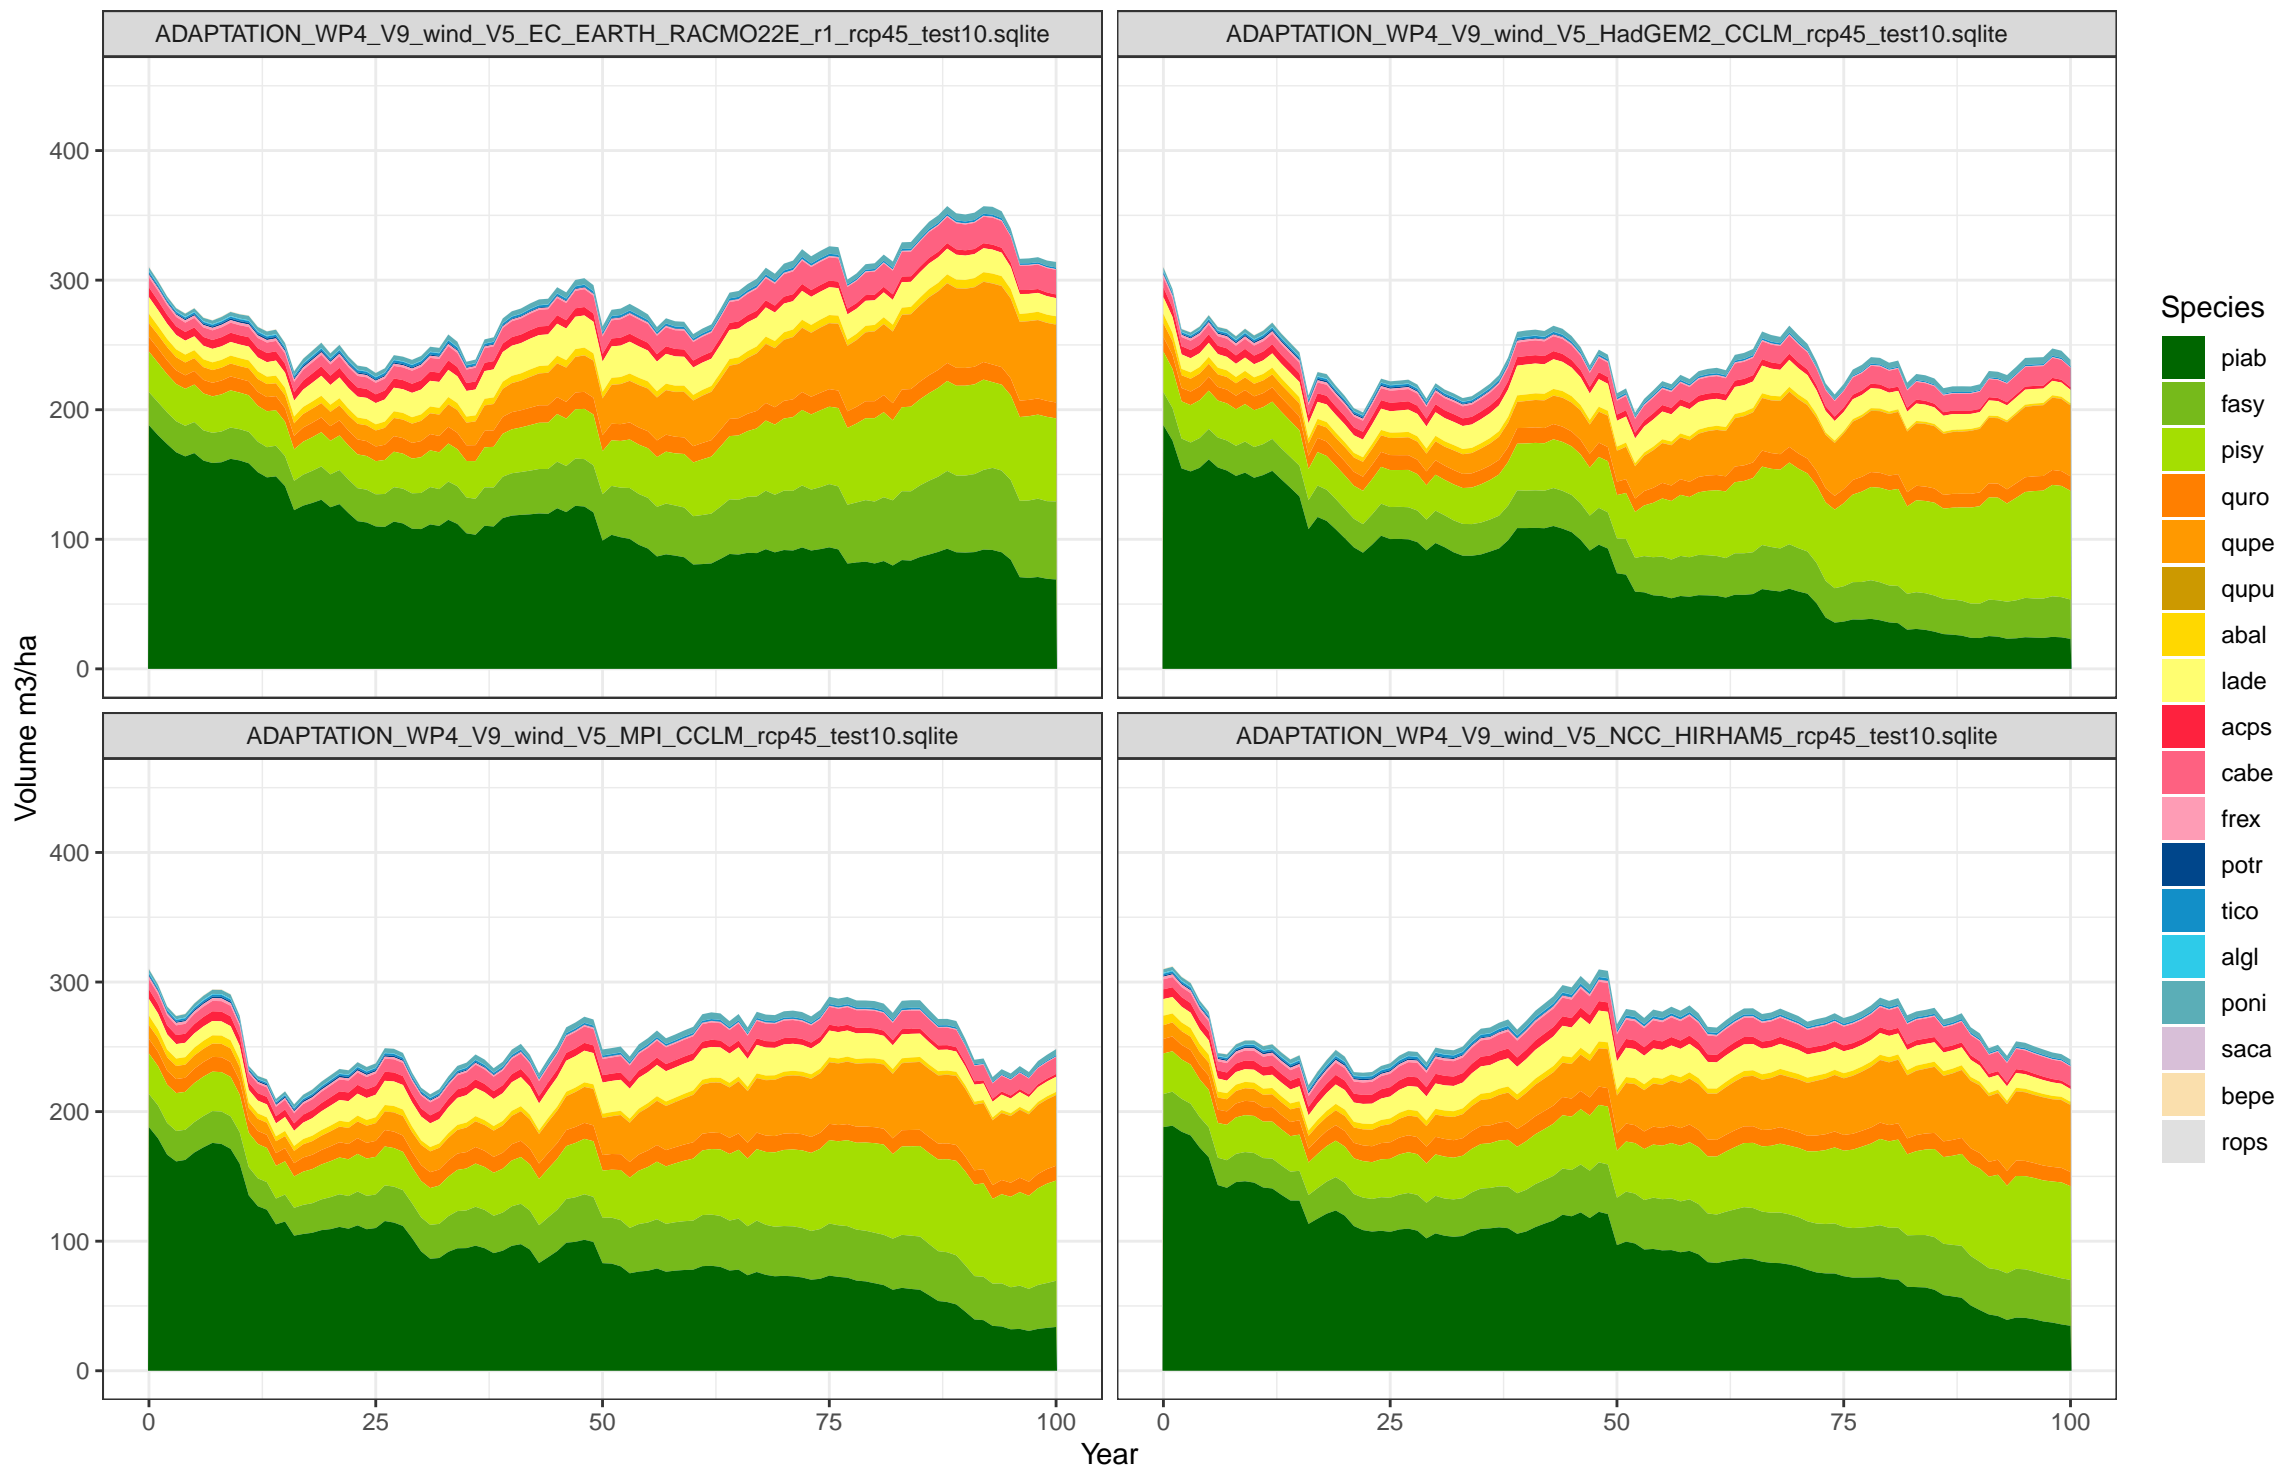 ADAPTATION_WP4_V9_wind_V5_EC_EARTH_RACMO22E_r1_rcp45_test10.sqlite
ADAPTATION_WP4_V9_wind_V5_HadGEM2_CCLM_rcp45_test10.sqlite
400
300
200
100
0
ADAPTATION_WP4_V9_wind_V5_MPI_CCLM_rcp45_test10.sqlite
ADAPTATION_WP4_V9_wind_V5_NCC_HIRHAM5_rcp45_test10.sqlite
400
300
200
100
0
0 25 50 75 100
0 25 50 75 100
Year
Volume m3/ha
Species
piab
fasy
pisy
quro
qupe
qupu
abal
lade
acps
cabe
frex
potr
tico
algl
poni
saca
bepe
rops